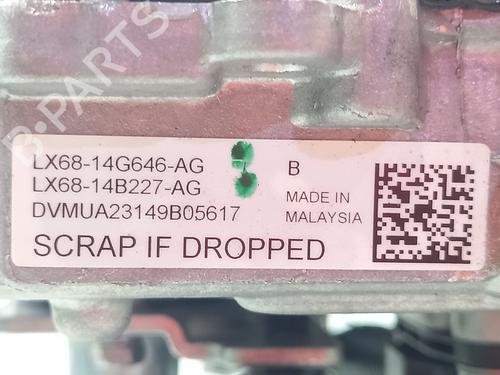 B-PARTS
LX68-14G646-AG B
LX68-14B227-AG
DVMUA23149B05617
MADE IN
MALAYSIA
SCRAP IF DROPPED